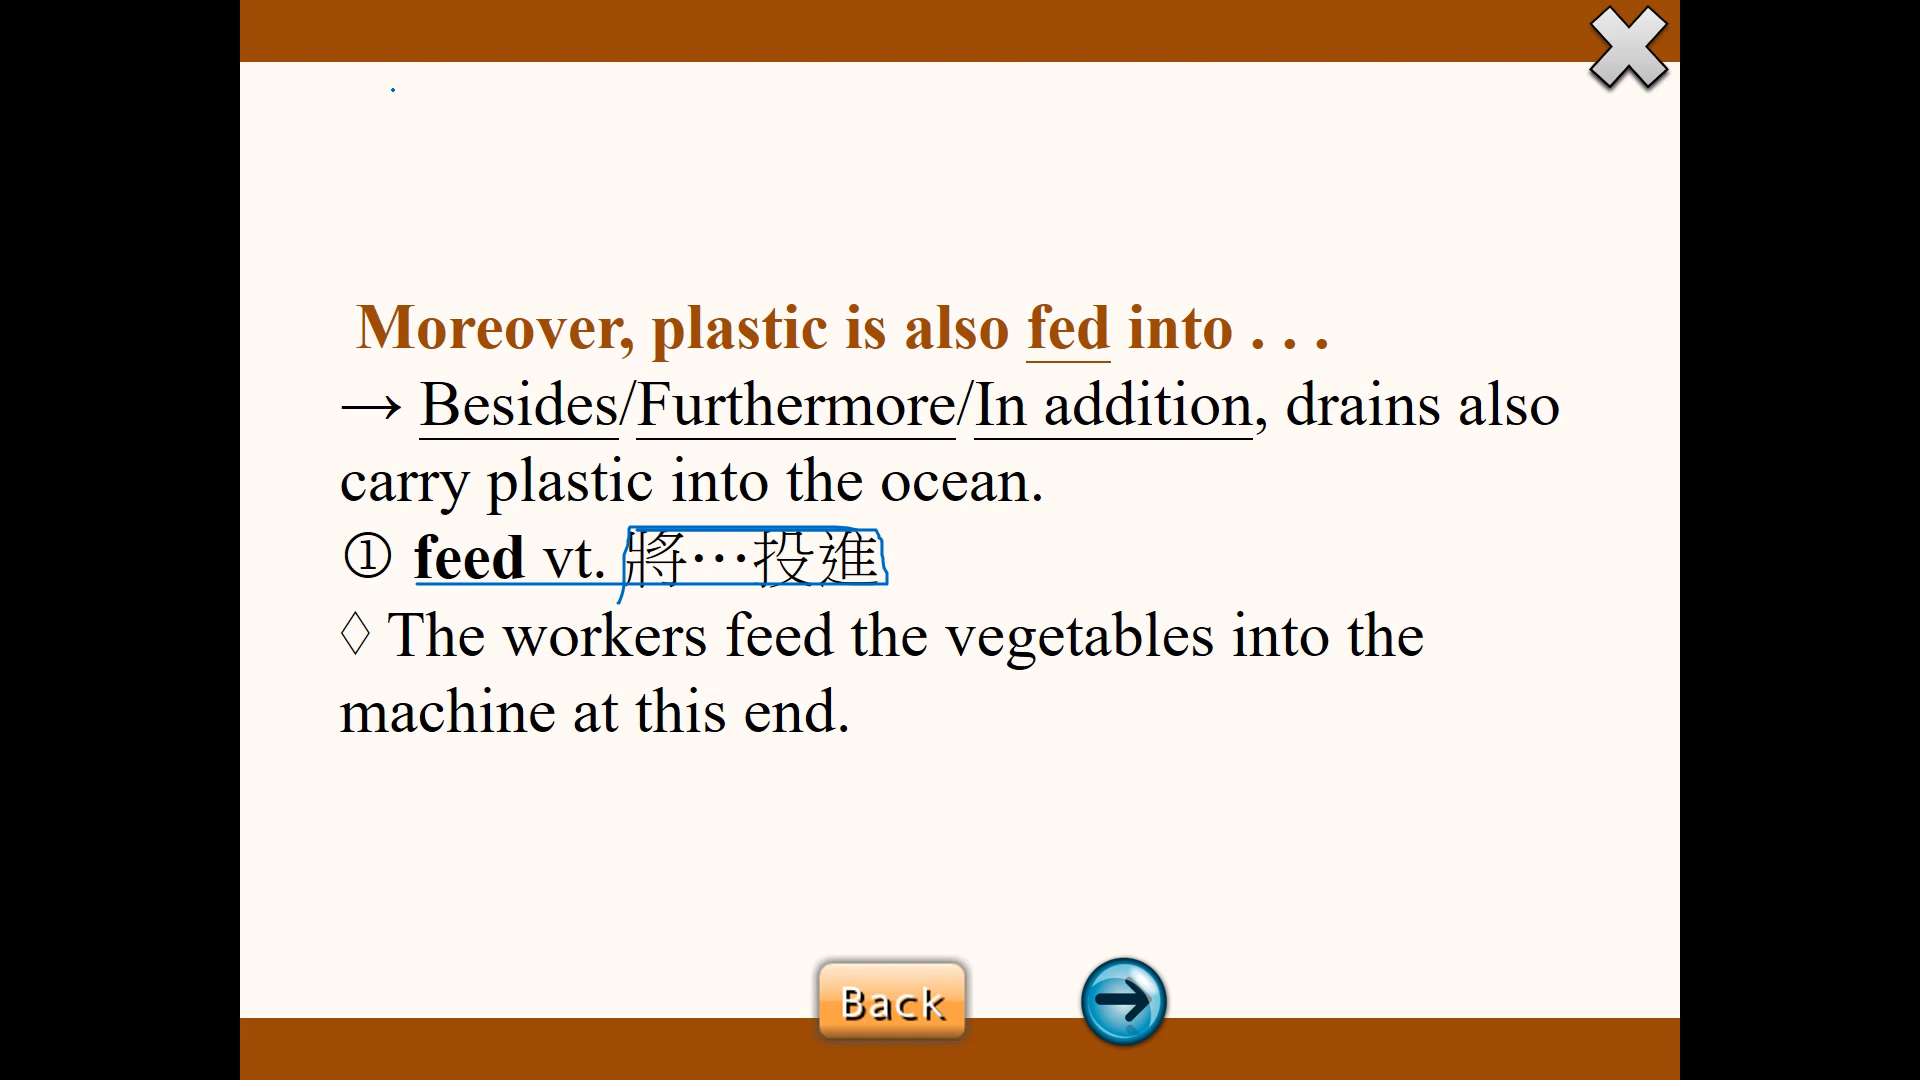 Moreover, plastic is also fed into . . .
→ Besides/Furthermore/In addition, drains also
carry plastic into the ocean.
① feed vt. 將⋯投進
◊ The workers feed the vegetables into the
machine at this end.
Back